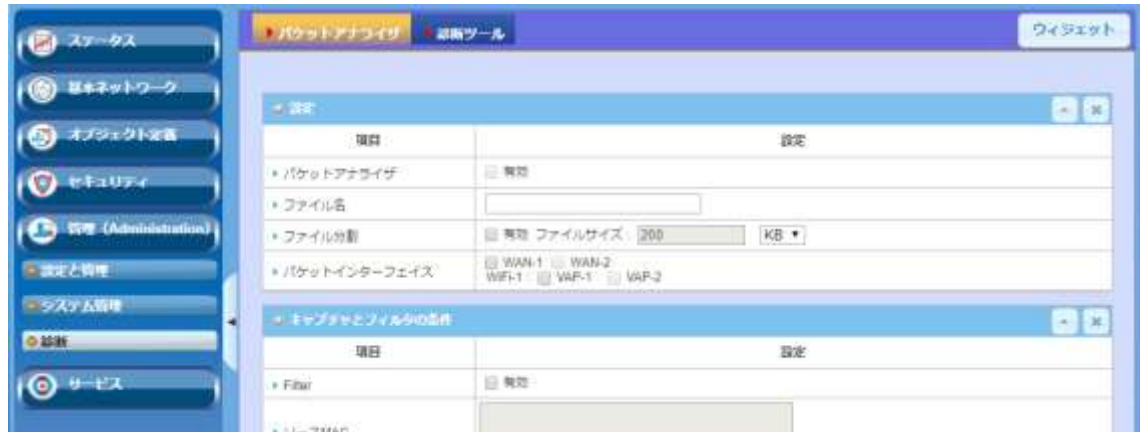 ステータス
基本ネットワーク
オブジェクト定義
セキュリティ
管理 (Administration)
設定と管理
システム管理
診断
サービス
パケットアナライザ 診断ツール ウィジェット
設定
項目 設定
パケットアナライザ 有効
ファイル名
ファイル分割 有効 ファイルサイズ : 200 KB
パケットインターフェイス WAN-1 WAN-2
WiFi-1 : VAP-1 VAP-2
キャプチャとフィルタの条件
項目 設定
Filter 有効
ソースMAC